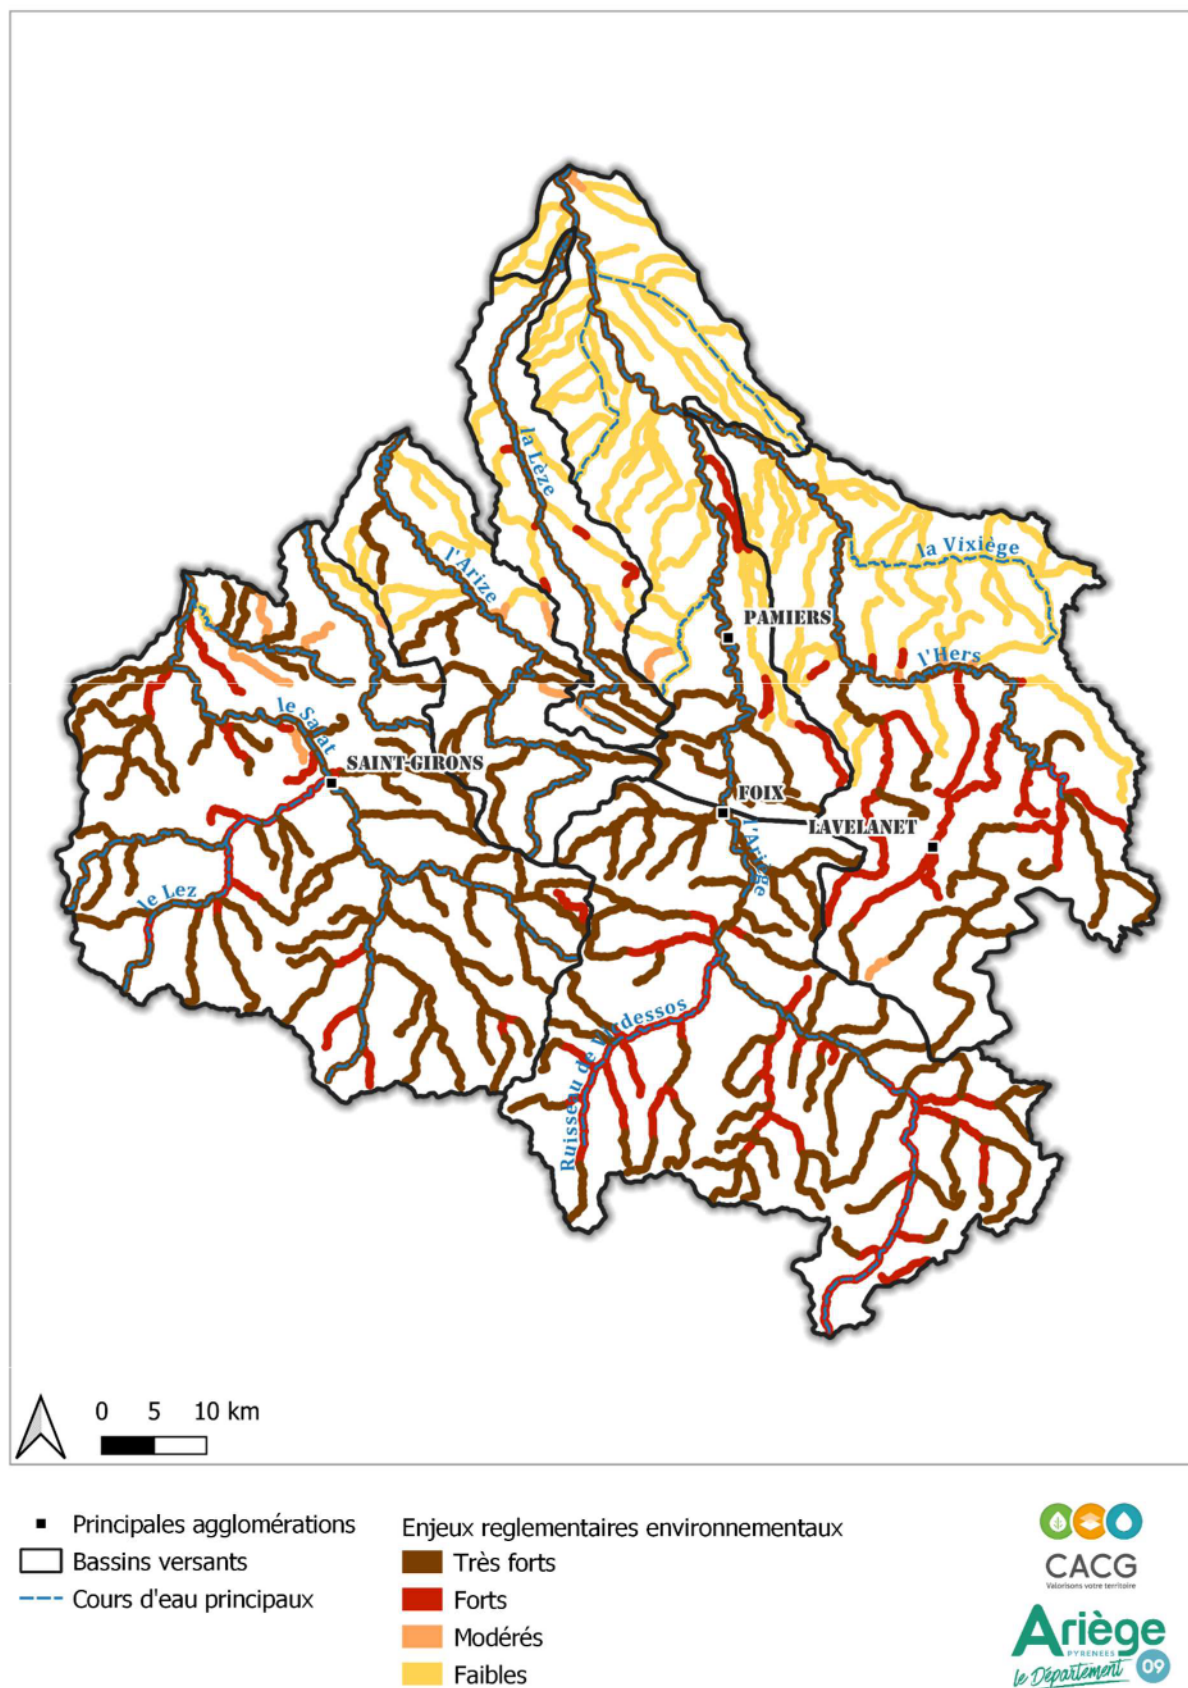 la Lèze
l'Arize
la Vixiège
PAMIERS
l'Hers
le Salat
SAINT-GIRONS
FOIX
LAVELANET
l'Ariège
le Lez
Ruisseau de Vicdessos
0 5 10 km
Principales agglomérations
Bassins versants
Cours d'eau principaux
Enjeux reglementaires environnementaux
Très forts
Forts
Modérés
Faibles
CACG
Valorisons votre territoire
Ariège
PYRENEES
le Département 09